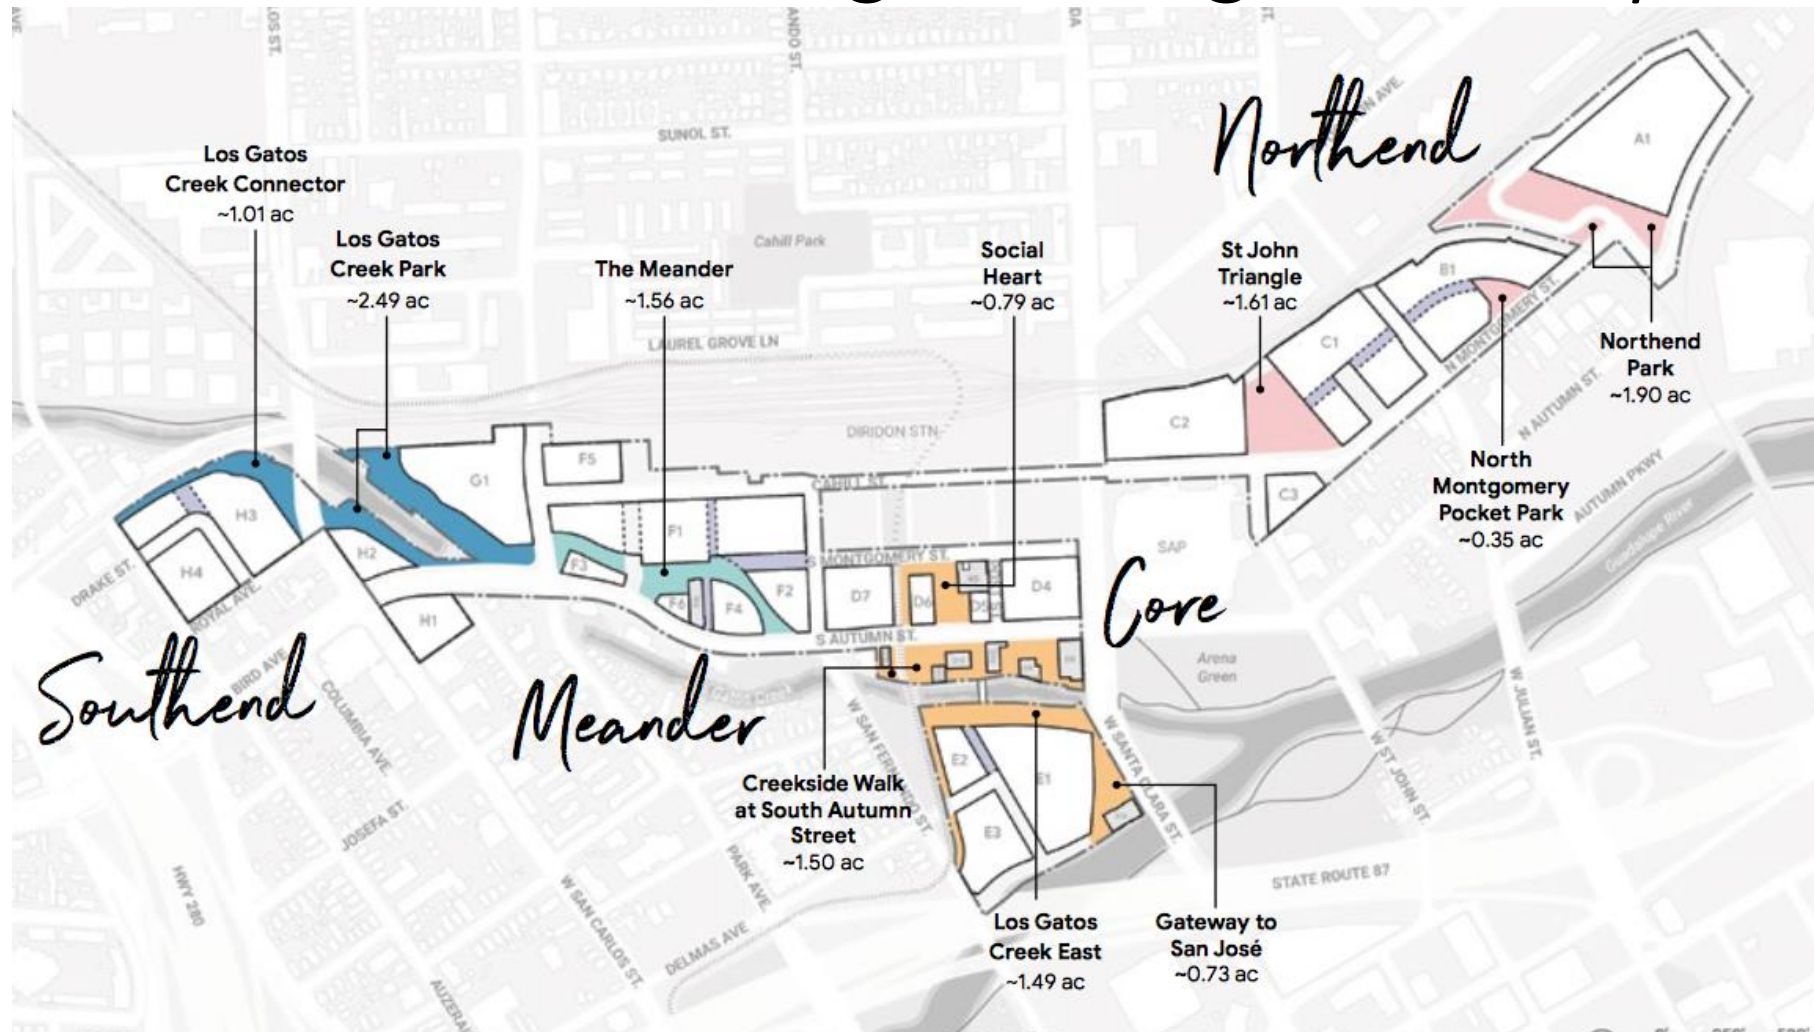 SUNOL ST.
Northend
A1
Los Gatos
Creek Connector
~1.01 ac
Los Gatos
Creek Park
~2.49 ac
The Meander
~1.56 ac
Cahill Park
Social
Heart
~0.79 ac
St John
Triangle
~1.61 ac
B1
N MONTGOMERY ST.
Northend
Park
~1.90 ac
LAUREL GROVE LN
C1
N AUTUMN ST.
DIRIDON STN
C2
North
Montgomery
Pocket Park
~0.35 ac
AUTUMN PKWY
Guadalupe River
F5
G1
CAHILL ST.
C3
H3
F1
SAP
S MONTGOMERY ST.
H2
H4
F3
F6
F4
F2
D7
D6
D5
D4
Core
DRAKE ST.
ROYAL AVE.
H1
S AUTUMN ST.
Arena
Green
Southend
BIRD AVE.
COLUMBIA AVE.
Meander
W SAN FERNANDO ST.
W SANTA CLARA ST.
W ST JOHN ST.
W JULIAN ST.
E2
E1
E3
Creekside Walk
at South Autumn
Street
~1.50 ac
JOSEFA ST.
PARK AVE.
HWY 280
W SAN CARLOS ST.
DELMAS AVE
STATE ROUTE 87
Los Gatos
Creek East
~1.49 ac
Gateway to
San José
~0.73 ac